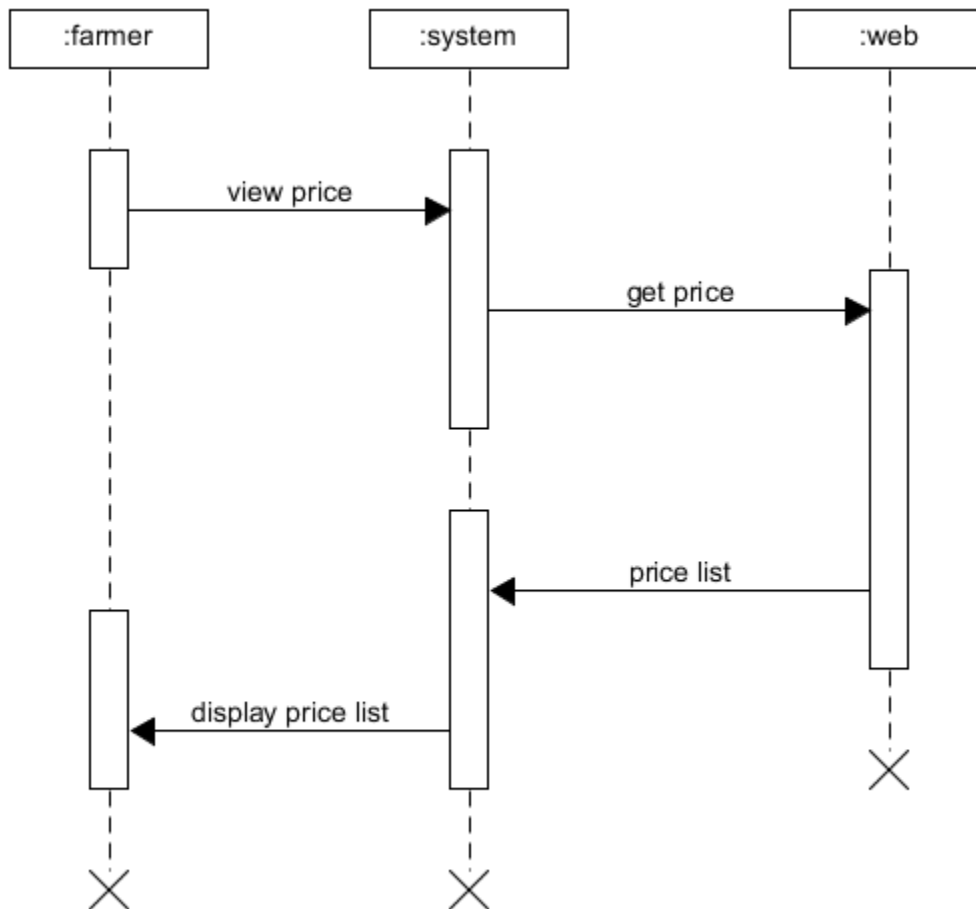 :farmer
:system
:web
view price
get price
price list
display price list